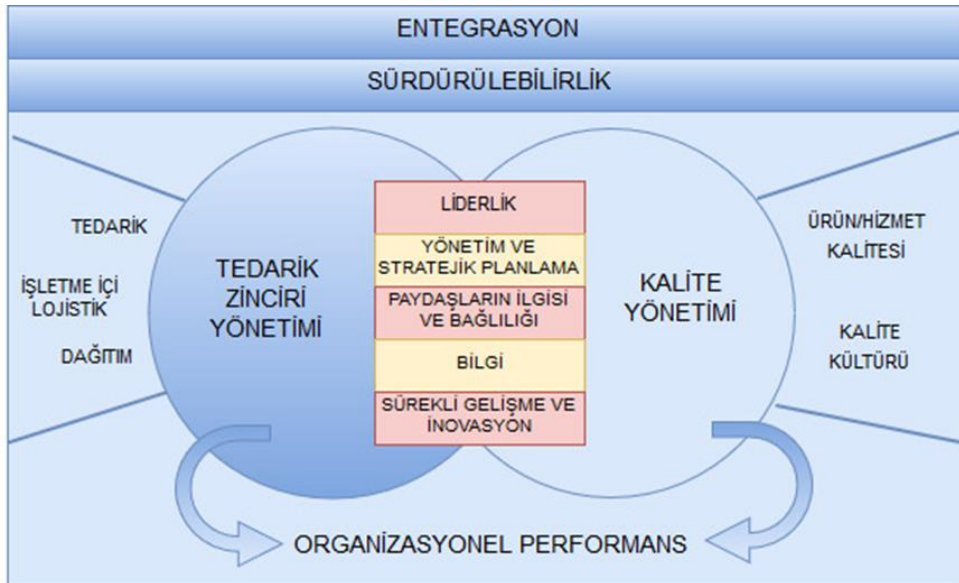 ENTEGRASYON
SÜRDÜRÜLEBİLİRLİK
TEDARİK
İŞLETME İÇİ
LOJİSTİK
DAĞITIM
TEDARİK
ZİNCİRİ
YÖNETİMİ
LİDERLİK
YÖNETİM VE
STRATEJİK PLANLAMA
PAYDAŞLARIN İLGİSİ
VE BAĞLILIĞI
BİLGİ
SÜREKLİ GELİŞME VE
İNOVASYON
KALİTE
YÖNETİMİ
ÜRÜN/HİZMET
KALİTESİ
KALİTE
KÜLTÜRÜ
ORGANİZASYONEL PERFORMANS